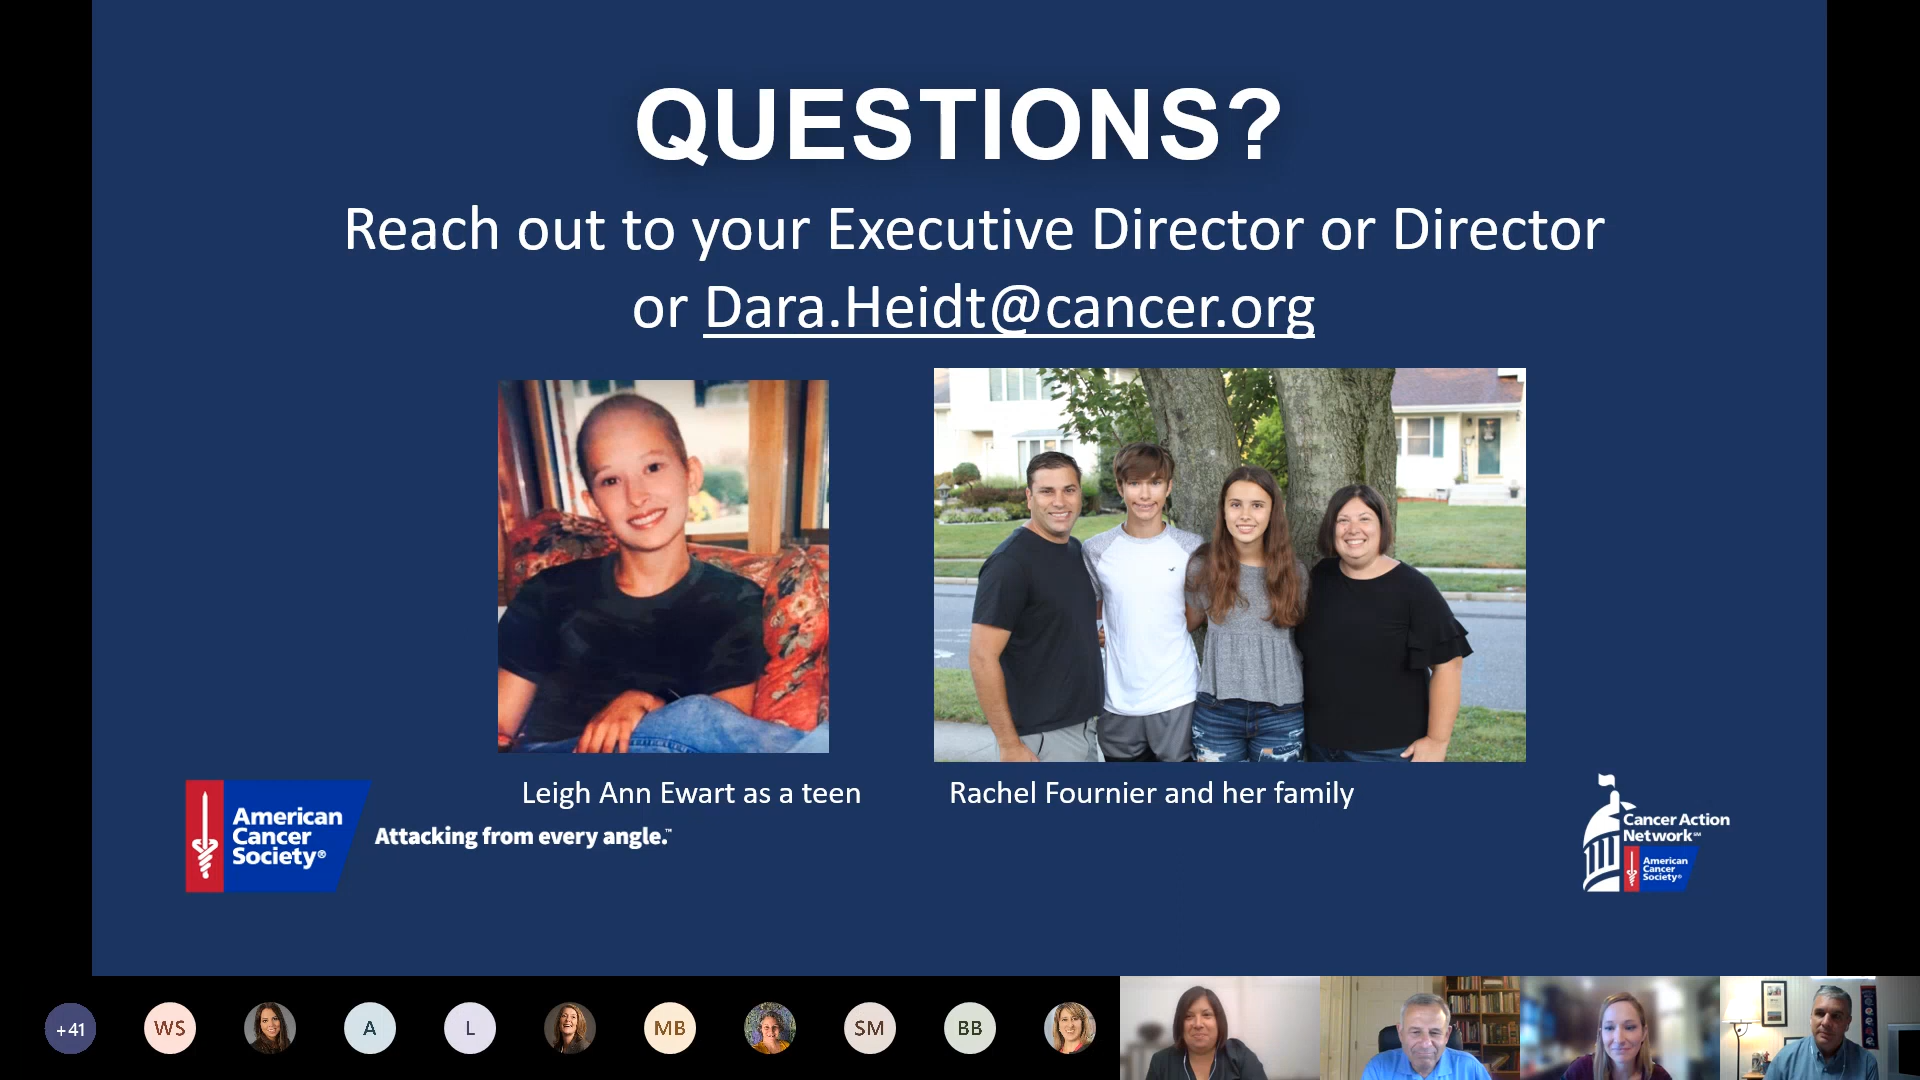 QUESTIONS?
Reach out to your Executive Director or Director
or Dara.Heidt@cancer.org
Leigh Ann Ewart as a teen
Rachel Fournier and her family
American
Cancer
Society®
Attacking from every angle.™
Cancer Action
Network℠
American
Cancer
Society®
+41
WS
A
L
MB
SM
BB